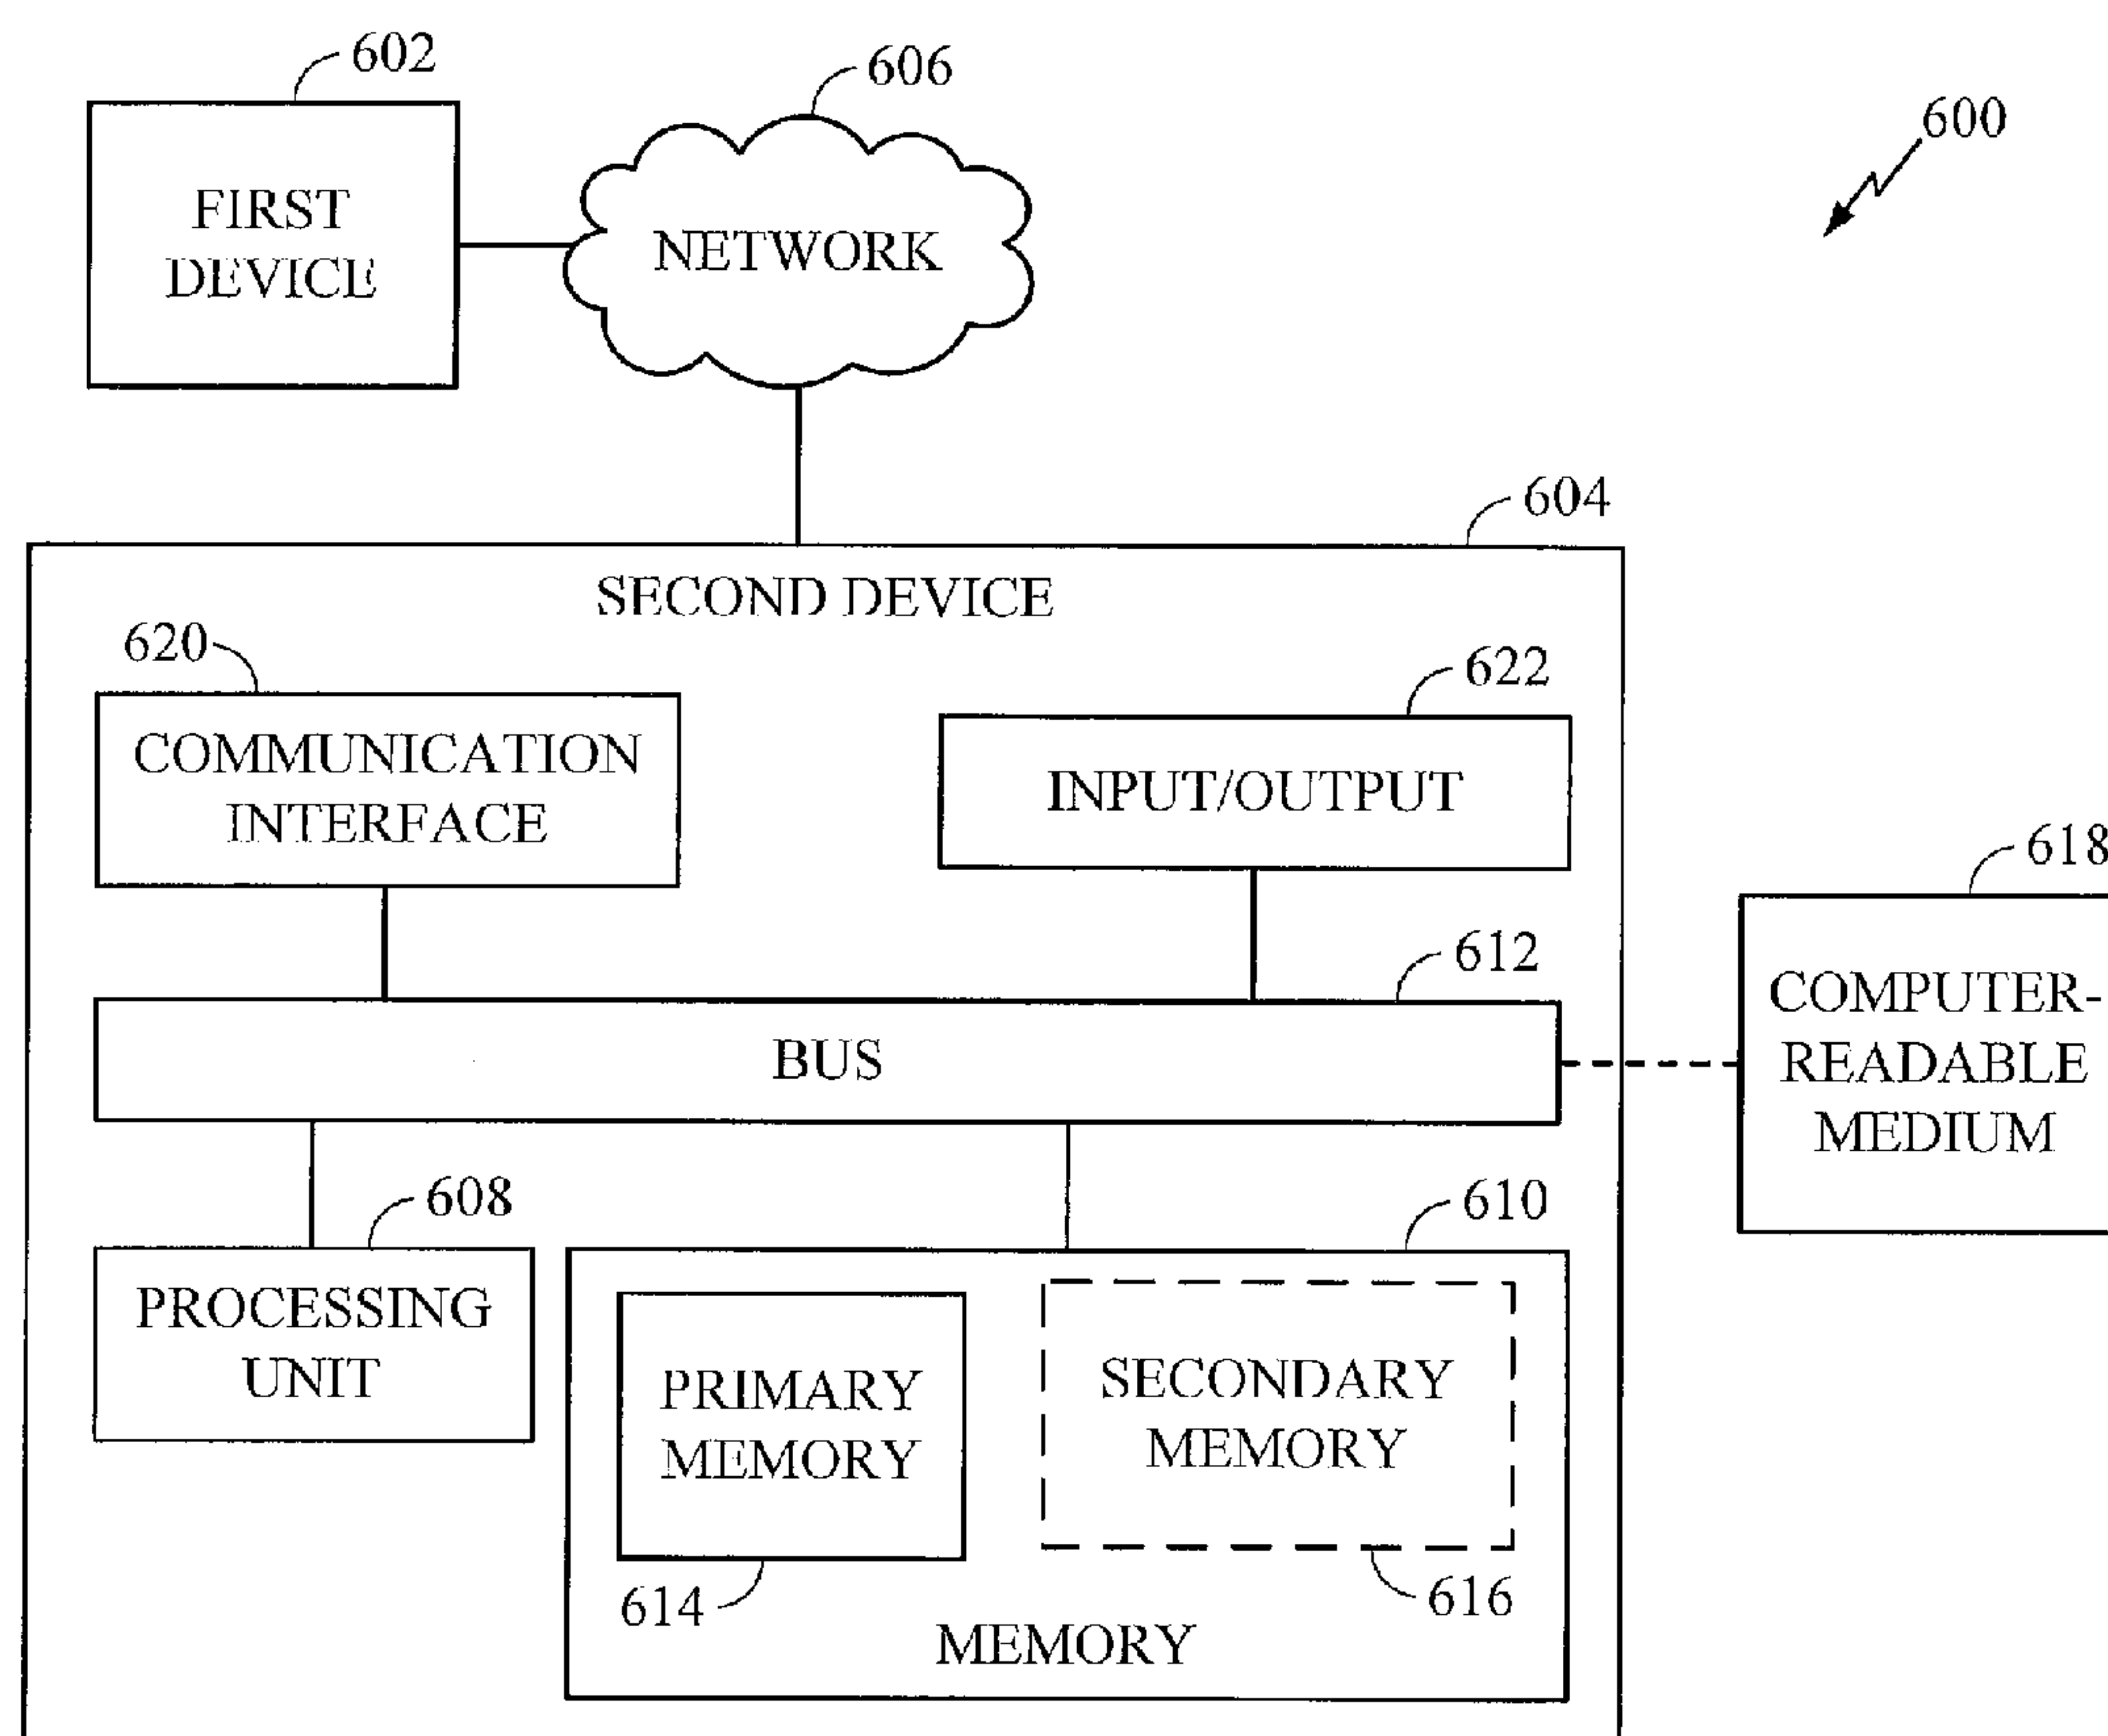 602
606
600
FIRST
DEVICE
NETWORK
604
SECOND DEVICE
620
622
COMMUNICATION
INTERFACE
INPUT/OUTPUT
618
612
BUS
COMPUTER-
READABLE
MEDIUM
608
610
PROCESSING
UNIT
PRIMARY
MEMORY
SECONDARY
MEMORY
614
616
MEMORY